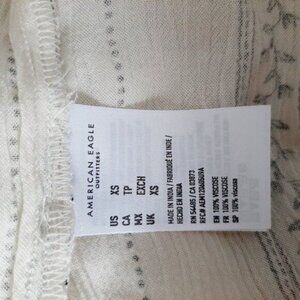 AMERICAN EAGLE
OUTFITTERS
US XS
CA TP
MX EXCH
UK XS
MADE IN INDIA / FABRIQUÉ EN INDE /
HECHO EN INDIA
RN 54485 / CA 03873
EN 100% VISCOSE
FR 100% VISCOSE
SP 100% viscosa